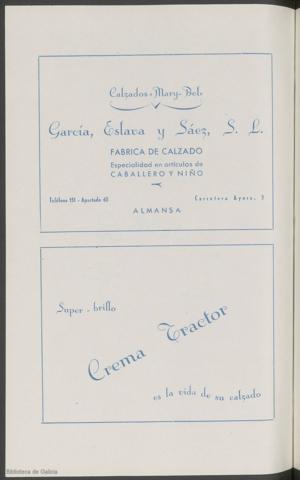 Calzados «Mary-Bel»
García, Eslava y Sáez, S. L.
FABRICA DE CALZADO
Especialidad en artículos de
CABALLERO Y NIÑO
Teléfono 151 - Apartado 43
Carretera Ayora, 3
ALMANSA
Super-brillo
Crema Tractor
es la vida de su calzado
Biblioteca de Galicia